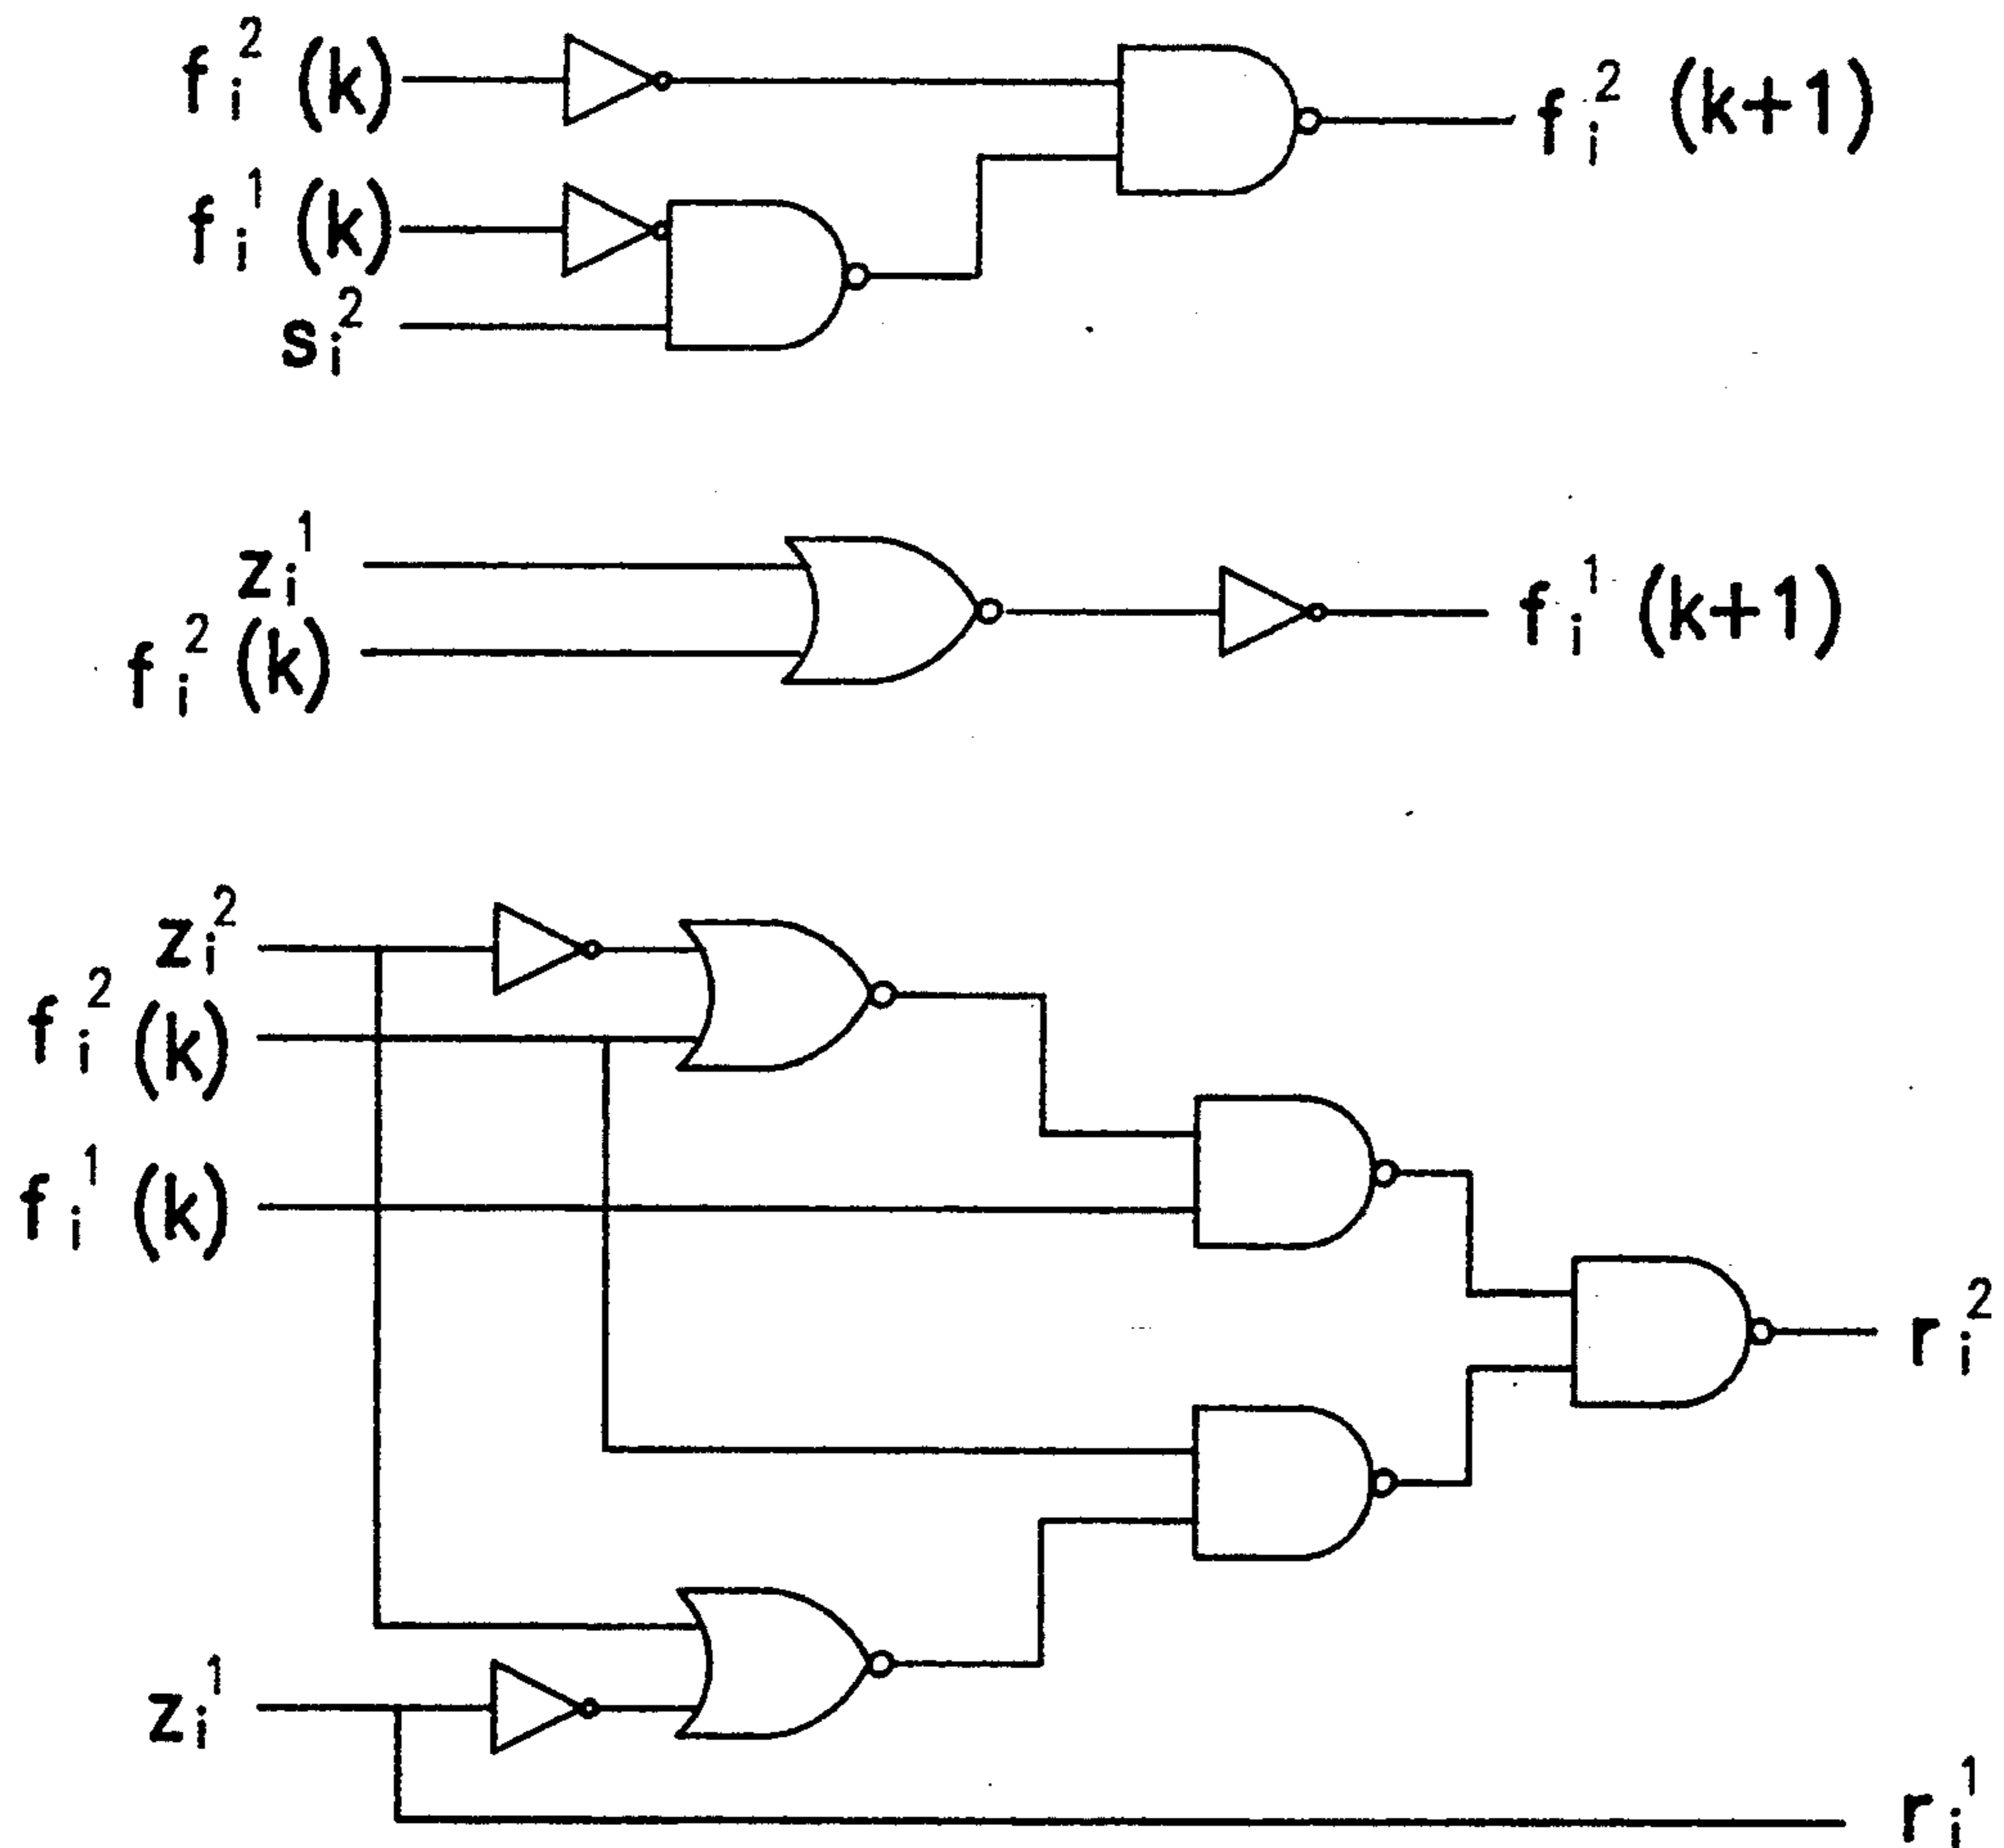 f_i^2 (k)
f_i^2 (k+1)
f_i^1 (k)
s_i^2
z_i^1
f_i^2 (k)
f_i^1 (k+1)
z_i^2
f_i^2 (k)
f_i^1 (k)
r_i^2
z_i^1
r_i^1